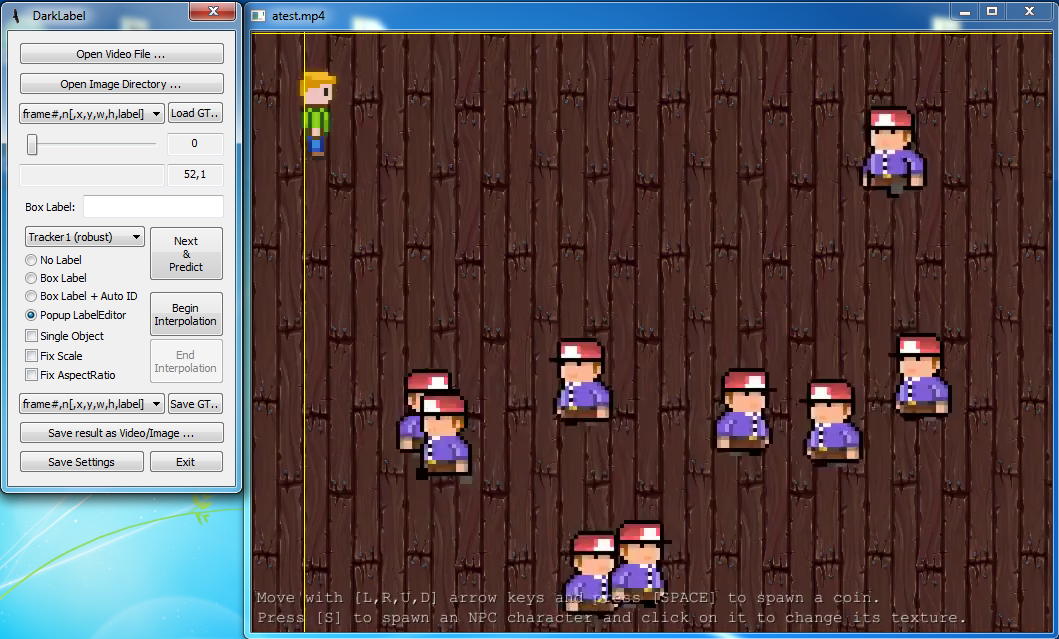 DarkLabel
Open Video File ...
Open Image Directory ...
frame#,n[,x,y,w,h,label]
Load GT..
0
52,1
Box Label:
Tracker1 (robust)
Next
&
Predict
No Label
Box Label
Box Label + Auto ID
Popup LabelEditor
Begin
Interpolation
Single Object
Fix Scale
Fix AspectRatio
End
Interpolation
frame#,n[,x,y,w,h,label]
Save GT..
Save result as Video/Image ...
Save Settings
Exit
atest.mp4
Move with [L,R,U,D] arrow keys and press [SPACE] to spawn a coin.
Press [S] to spawn an NPC character and click on it to change its texture.